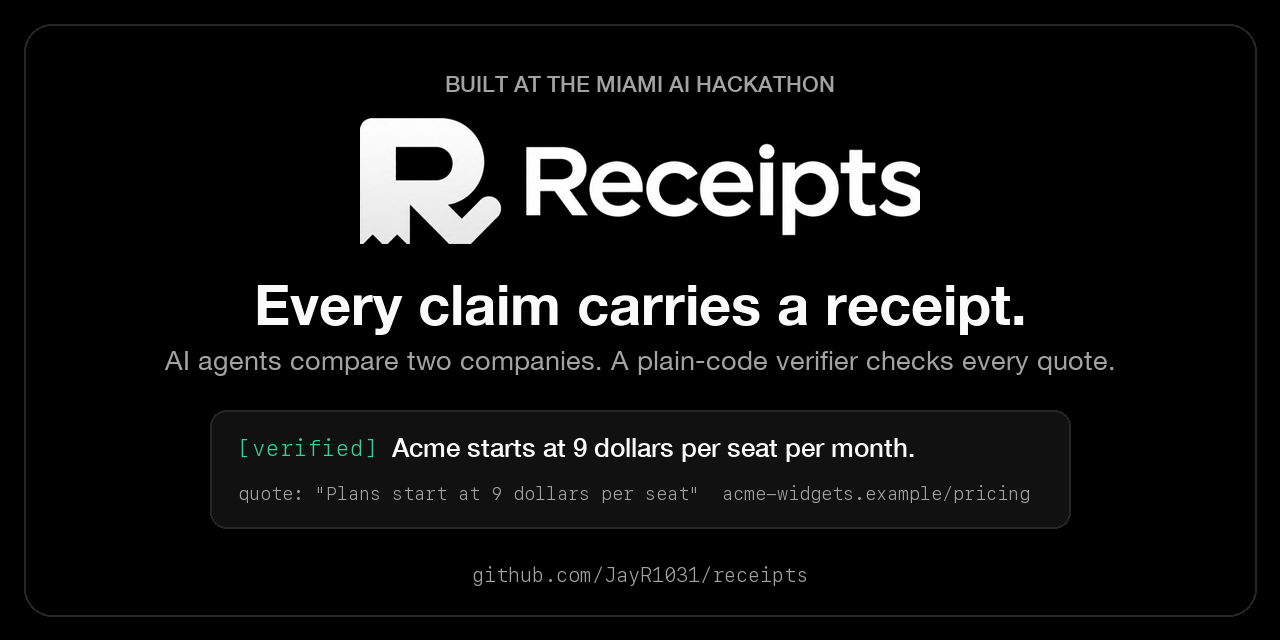 BUILT AT THE MIAMI AI HACKATHON
Receipts
Every claim carries a receipt.
AI agents compare two companies. A plain-code verifier checks every quote.
[verified] Acme starts at 9 dollars per seat per month.
quote: "Plans start at 9 dollars per seat" acme-widgets.example/pricing
github.com/JayR1031/receipts